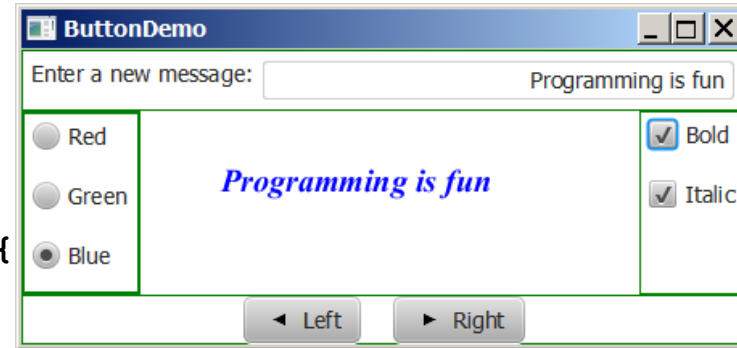 ButtonDemo
Enter a new message: Programming is fun
Red
Bold
Programming is fun
Green
Italic
{
Blue
Left
Right